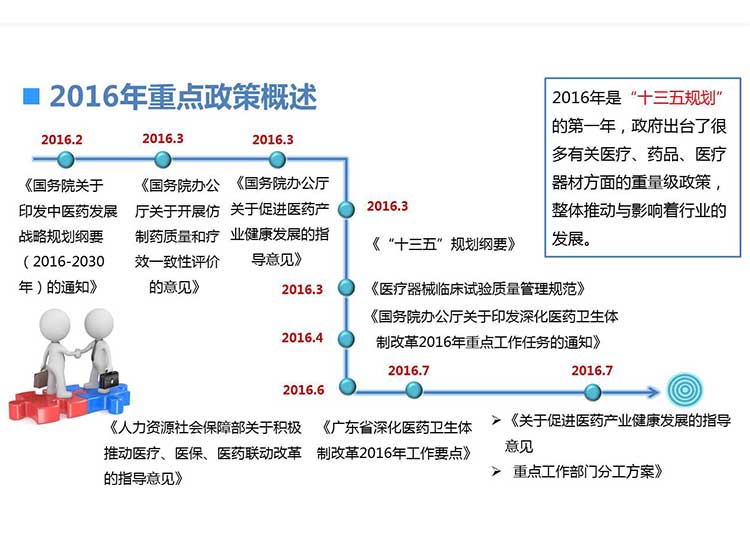 2016年重点政策概述
2016年是“十三五规划”
的第一年，政府出台了很
多有关医疗、药品、医疗
器材方面的重量级政策，
整体推动与影响着行业的
发展。
2016.2
《国务院关于
印发中医药发展
战略规划纲要
（2016-2030
年）的通知》
2016.3
《国务院办公
厅关于开展仿
制药质量和疗
效一致性评价
的意见》
2016.3
《国务院办公厅
关于促进医药产
业健康发展的指
导意见》
2016.3
《“十三五”规划纲要》
2016.3
《医疗器械临床试验质量管理规范》
2016.4
《国务院办公厅关于印发深化医药卫生体
制改革2016年重点工作任务的通知》
2016.6
《人力资源社会保障部关于积极
推动医疗、医保、医药联动改革
的指导意见》
2016.7
《广东省深化医药卫生体
制改革2016年工作要点》
2016.7
《关于促进医药产业健康发展的指导
意见
重点工作部门分工方案》